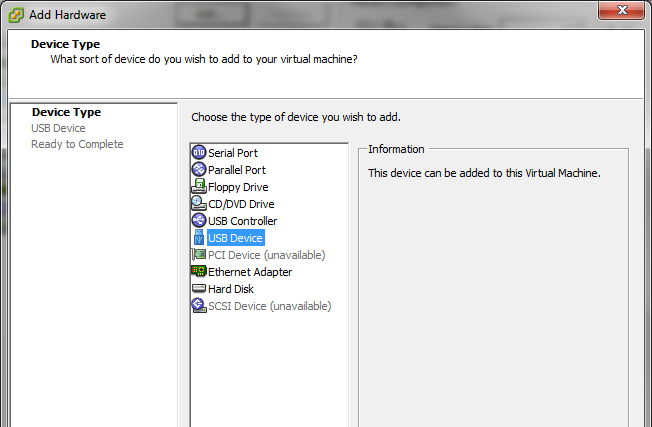 Add Hardware
Device Type
What sort of device do you wish to add to your virtual machine?
Device Type
USB Device
Ready to Complete
Choose the type of device you wish to add.
Serial Port
Parallel Port
Floppy Drive
CD/DVD Drive
USB Controller
USB Device
PCI Device (unavailable)
Ethernet Adapter
Hard Disk
SCSI Device (unavailable)
Information
This device can be added to this Virtual Machine.